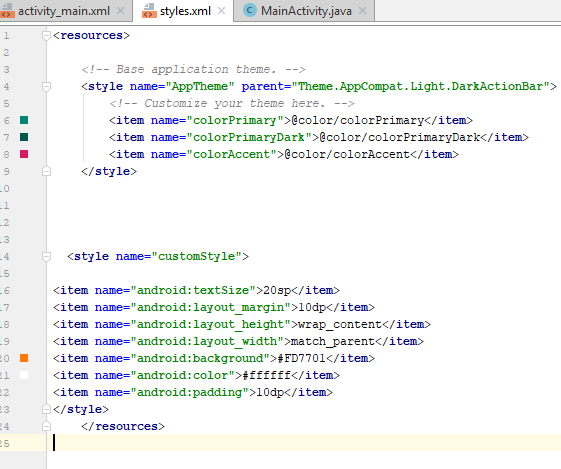 activity_main.xml × styles.xml × C MainActivity.java ×
1 <resources>
2
3 <!-- Base application theme. -->
4 <style name="AppTheme" parent="Theme.AppCompat.Light.DarkActionBar">
5 <!-- Customize your theme here. -->
6 <item name="colorPrimary">@color/colorPrimary</item>
7 <item name="colorPrimaryDark">@color/colorPrimaryDark</item>
8 <item name="colorAccent">@color/colorAccent</item>
9 </style>
10
11
12
13
14 <style name="customStyle">
15
16 <item name="android:textSize">20sp</item>
17 <item name="android:layout_margin">10dp</item>
18 <item name="android:layout_height">wrap_content</item>
19 <item name="android:layout_width">match_parent</item>
20 <item name="android:background">#FD7701</item>
21 <item name="android:color">#ffffff</item>
22 <item name="android:padding">10dp</item>
23 </style>
24 </resources>
25